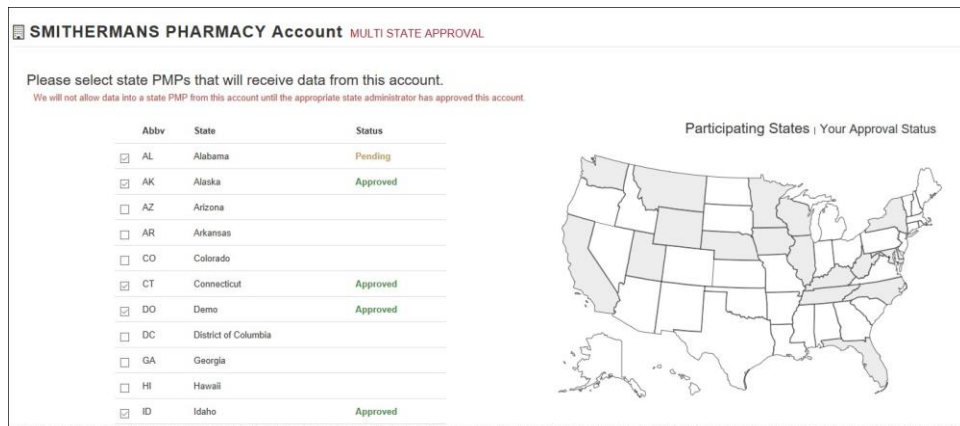 SMITHERMANS PHARMACY Account MULTI STATE APPROVAL
Please select state PMPs that will receive data from this account.
We will not allow data into a state PMP from this account until the appropriate state administrator has approved this account.
Participating States | Your Approval Status
Abbv State Status
AL Alabama Pending
AK Alaska Approved
AZ Arizona
AR Arkansas
CO Colorado
CT Connecticut Approved
DO Demo Approved
DC District of Columbia
GA Georgia
HI Hawaii
ID Idaho Approved